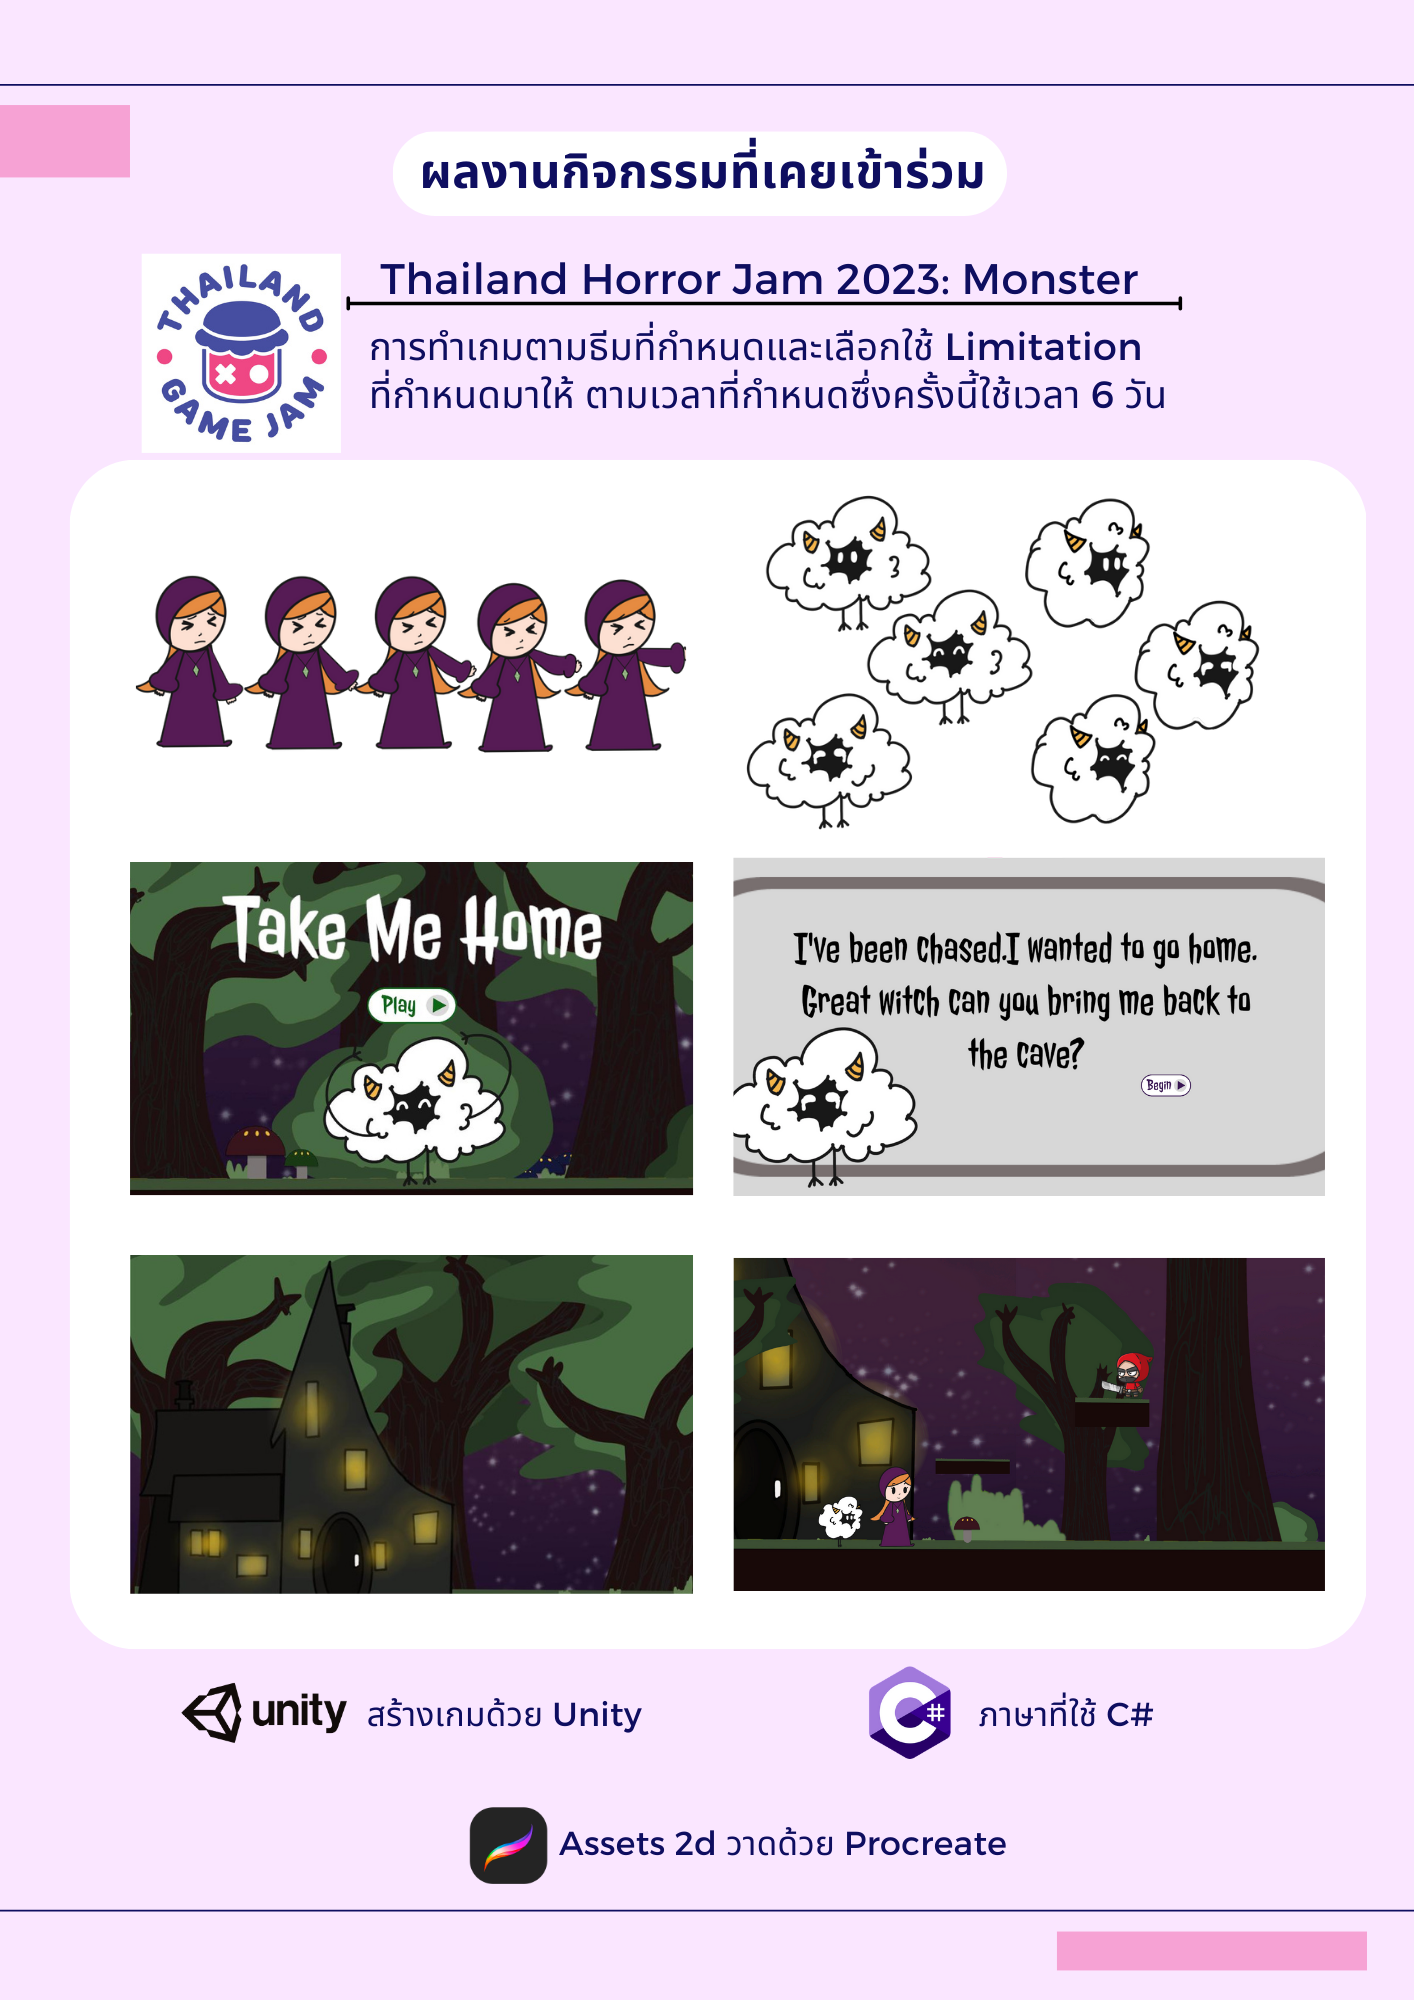 ผลงานกิจกรรมที่เคยเข้าร่วม
THAILAND
GAME JAM
Thailand Horror Jam 2023: Monster
การทำเกมตามธีมที่กำหนดและเลือกใช้ Limitation
ที่กำหนดมาให้ ตามเวลาที่กำหนดซึ่งครั้งนี้ใช้เวลา 6 วัน
Take Me Home
Play
I've been chased.I wanted to go home.
Great witch can you bring me back to
the cave?
Begin
unity สร้างเกมด้วย Unity
C# ภาษาที่ใช้ C#
Assets 2d วาดด้วย Procreate